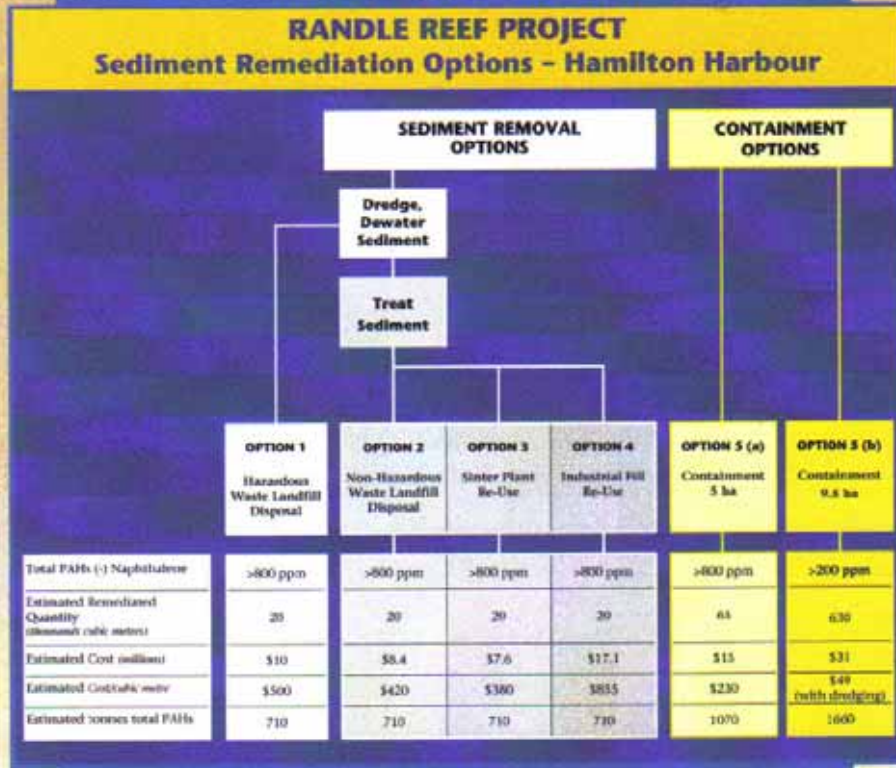 RANDLE REEF PROJECT
Sediment Remediation Options – Hamilton Harbour
SEDIMENT REMOVAL
OPTIONS
CONTAINMENT
OPTIONS
Dredge,
Dewater
Sediment
Treat
Sediment
OPTION 1
Hazardous
Waste Landfill
Disposal
OPTION 2
Non-Hazardous
Waste Landfill
Disposal
OPTION 3
Sinter Plant
Re-Use
OPTION 4
Industrial Fill
Re-Use
OPTION 5 (a)
Containment
5 ha
OPTION 5 (b)
Containment
ha
Total PAHs (-) Naphthalene >800 ppm >800 ppm >800 ppm >800 ppm >800 ppm >200 ppm
Estimated Remediated
Quantity
(thousands cubic meters) 20 20 20 20 65 630
Estimated Cost (millions) $10 $8.4 $7.6 $17.1 $15 $31
Estimated Cost/cubic metre $500 $420 $380 $855 $230 $49
(with dredging)
Estimated tonnes total PAHs 710 710 710 710 1070 1660